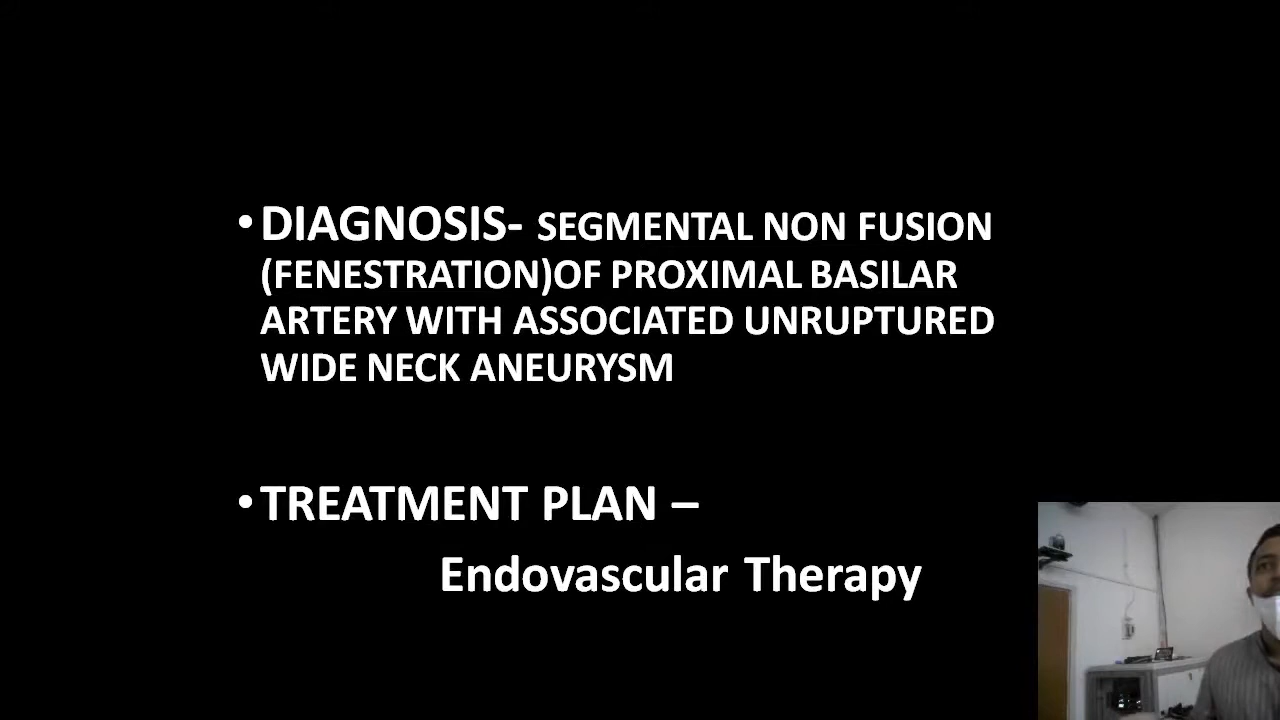 •DIAGNOSIS- SEGMENTAL NON FUSION
(FENESTRATION)OF PROXIMAL BASILAR
ARTERY WITH ASSOCIATED UNRUPTURED
WIDE NECK ANEURYSM
•TREATMENT PLAN –
Endovascular Therapy